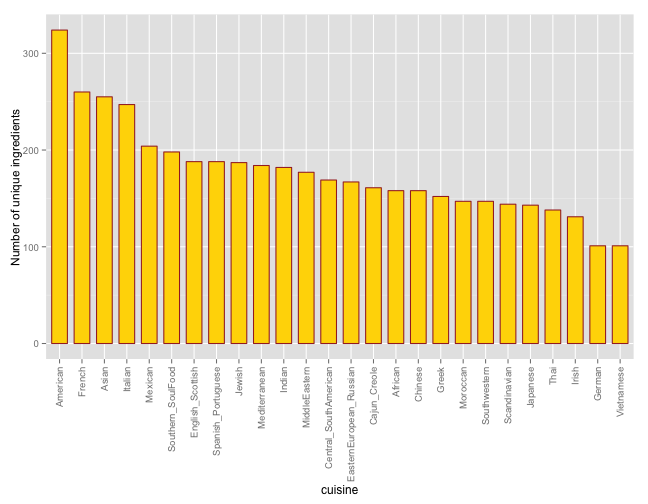 Number of unique ingredients
300
200
100
0
American
French
Asian
Italian
Mexican
Southern_SoulFood
English_Scottish
Spanish_Portuguese
Jewish
Mediterranean
Indian
MiddleEastern
Central_SouthAmerican
EasternEuropean_Russian
Cajun_Creole
African
Chinese
Greek
Moroccan
Southwestern
Scandinavian
Japanese
Thai
Irish
German
Vietnamese
cuisine